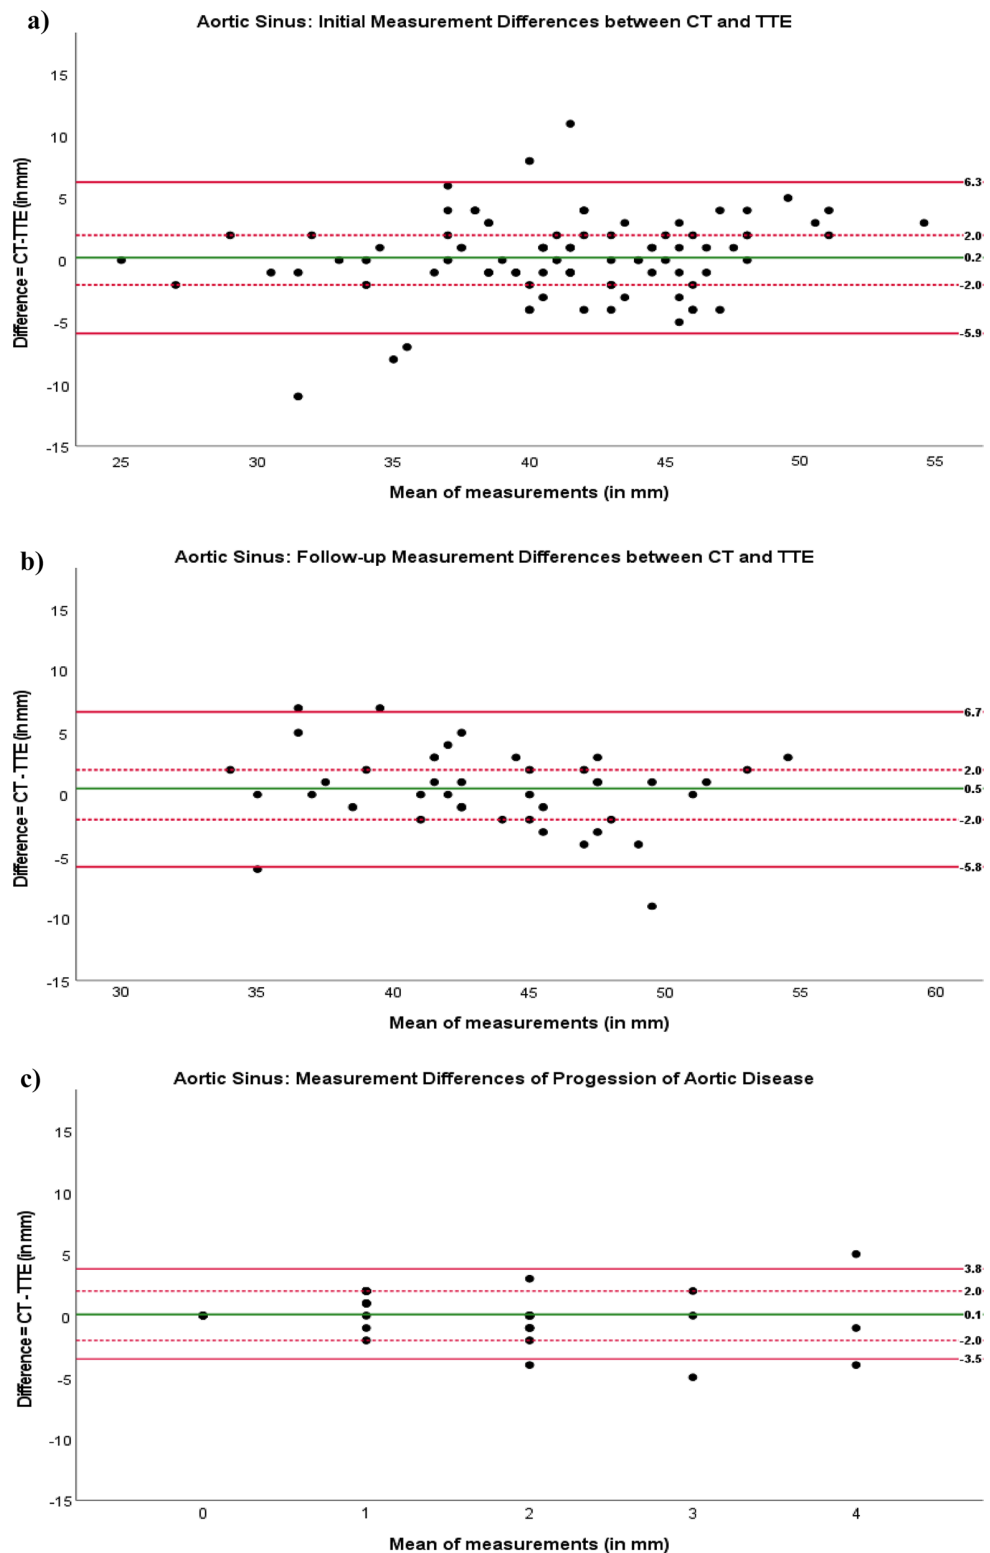 a)
Aortic Sinus: Initial Measurement Differences between CT and TTE
Difference = CT-TTE (in mm)
15
10
5
0
-5
-10
-15
6.3
2.0
0.2
-2.0
-5.9
25 30 35 40 45 50 55
Mean of measurements (in mm)
b)
Aortic Sinus: Follow-up Measurement Differences between CT and TTE
Difference = CT - TTE (in mm)
15
10
5
0
-5
-10
-15
6.7
2.0
0.5
-2.0
-5.8
30 35 40 45 50 55 60
Mean of measurements (in mm)
c)
Aortic Sinus: Measurement Differences of Progession of Aortic Disease
Difference = CT - TTE (in mm)
15
10
5
0
-5
-10
-15
3.8
2.0
0.1
-2.0
-3.5
0 1 2 3 4
Mean of measurements (in mm)